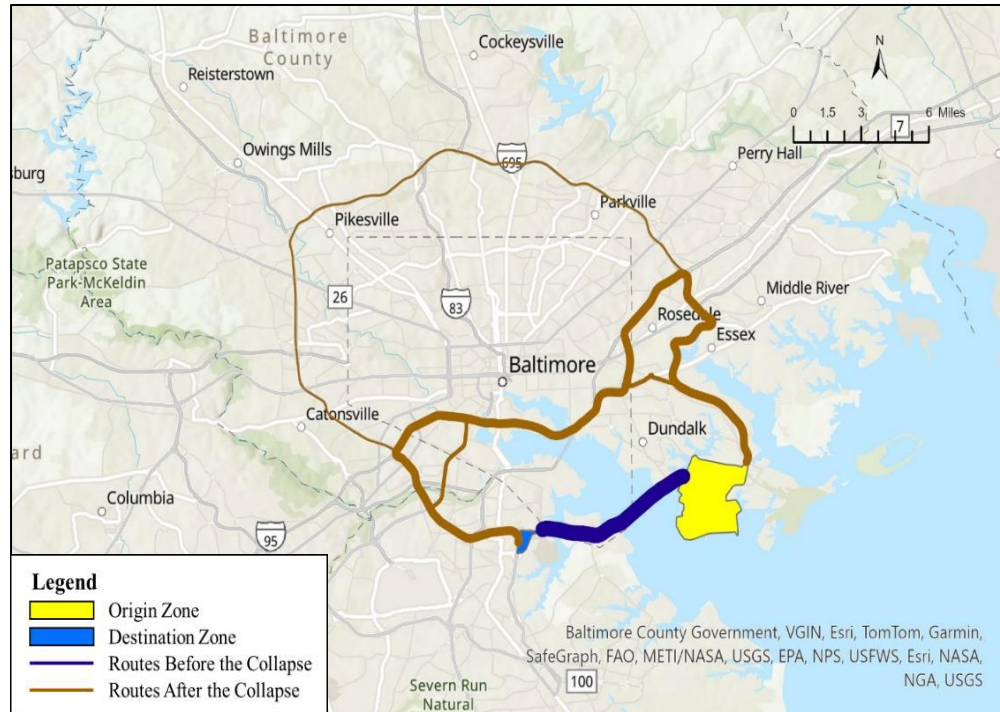 Baltimore
County
Cockeysville
Reisterstown
N
0 1.5 3 6 Miles
7
Owings Mills
695
Perry Hall
sburg
Parkville
Pikesville
Patapsco State
Park-McKeldin
Area
26
83
Middle River
Rosedale
Essex
Baltimore
Catonsville
Dundalk
ard
Columbia
95
Legend
Origin Zone
Destination Zone
Routes Before the Collapse
Routes After the Collapse
Baltimore County Government, VGIN, Esri, TomTom, Garmin,
SafeGraph, FAO, METI/NASA, USGS, EPA, NPS, USFWS, Esri, NASA,
NGA, USGS
Severn Run
Natural
100